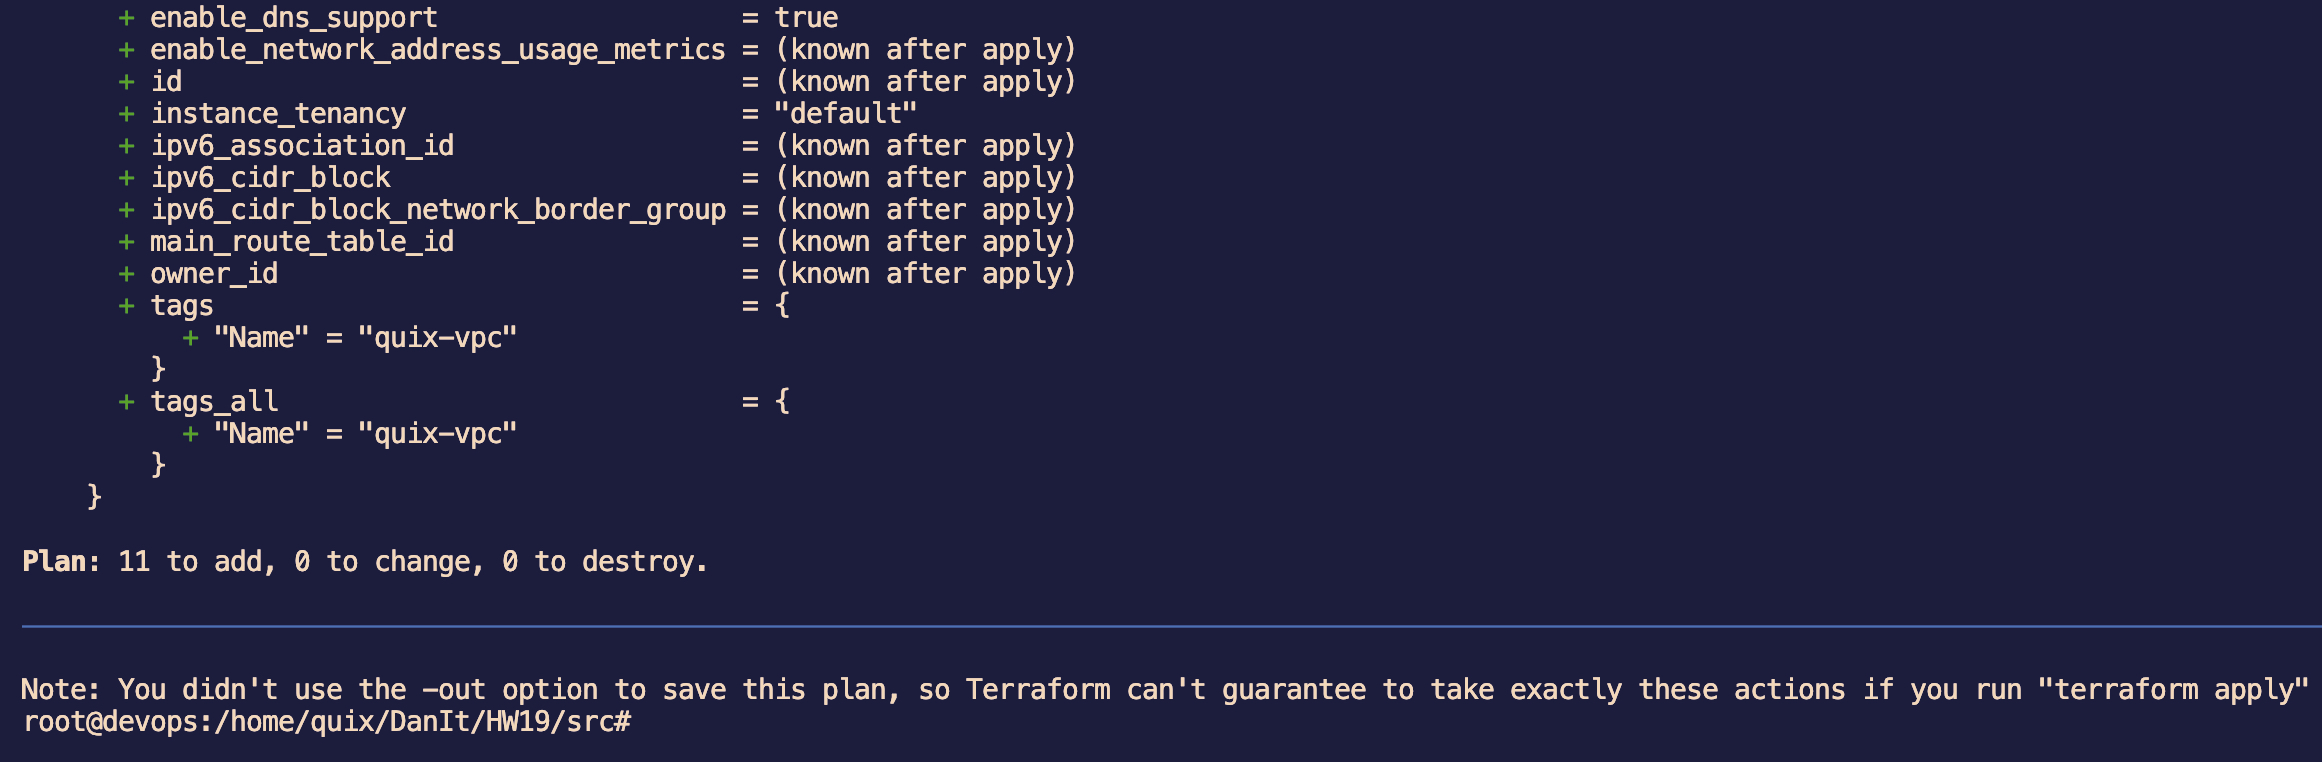 + enable_dns_support                   = true
+ enable_network_address_usage_metrics = (known after apply)
+ id                                   = (known after apply)
+ instance_tenancy                     = "default"
+ ipv6_association_id                  = (known after apply)
+ ipv6_cidr_block                      = (known after apply)
+ ipv6_cidr_block_network_border_group = (known after apply)
+ main_route_table_id                  = (known after apply)
+ owner_id                             = (known after apply)
+ tags                                 = {
+ "Name" = "quix-vpc"
}
+ tags_all                             = {
+ "Name" = "quix-vpc"
}
}
Plan: 11 to add, 0 to change, 0 to destroy.
Note: You didn't use the -out option to save this plan, so Terraform can't guarantee to take exactly these actions if you run "terraform apply"
root@devops:/home/quix/DanIt/HW19/src#